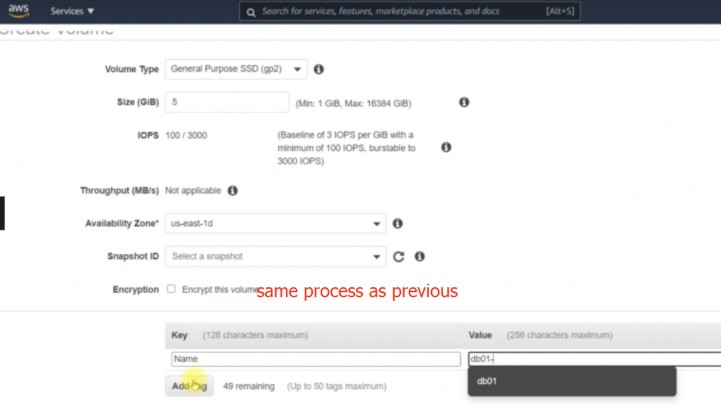 aws
Services ▼
Search for services, features, marketplace products, and docs [Alt+S]
Create Volume
Volume Type General Purpose SSD (gp2)
Size (GiB) 5 (Min: 1 GiB, Max: 16384 GiB)
IOPS 100 / 3000 (Baseline of 3 IOPS per GiB with a
minimum of 100 IOPS, burstable to
3000 IOPS)
Throughput (MB/s) Not applicable
Availability Zone* us-east-1d
Snapshot ID Select a snapshot
Encryption Encrypt this volume
same process as previous
Key (128 characters maximum) Value (256 characters maximum)
Name db01-
db01
Add Tag 49 remaining (Up to 50 tags maximum)